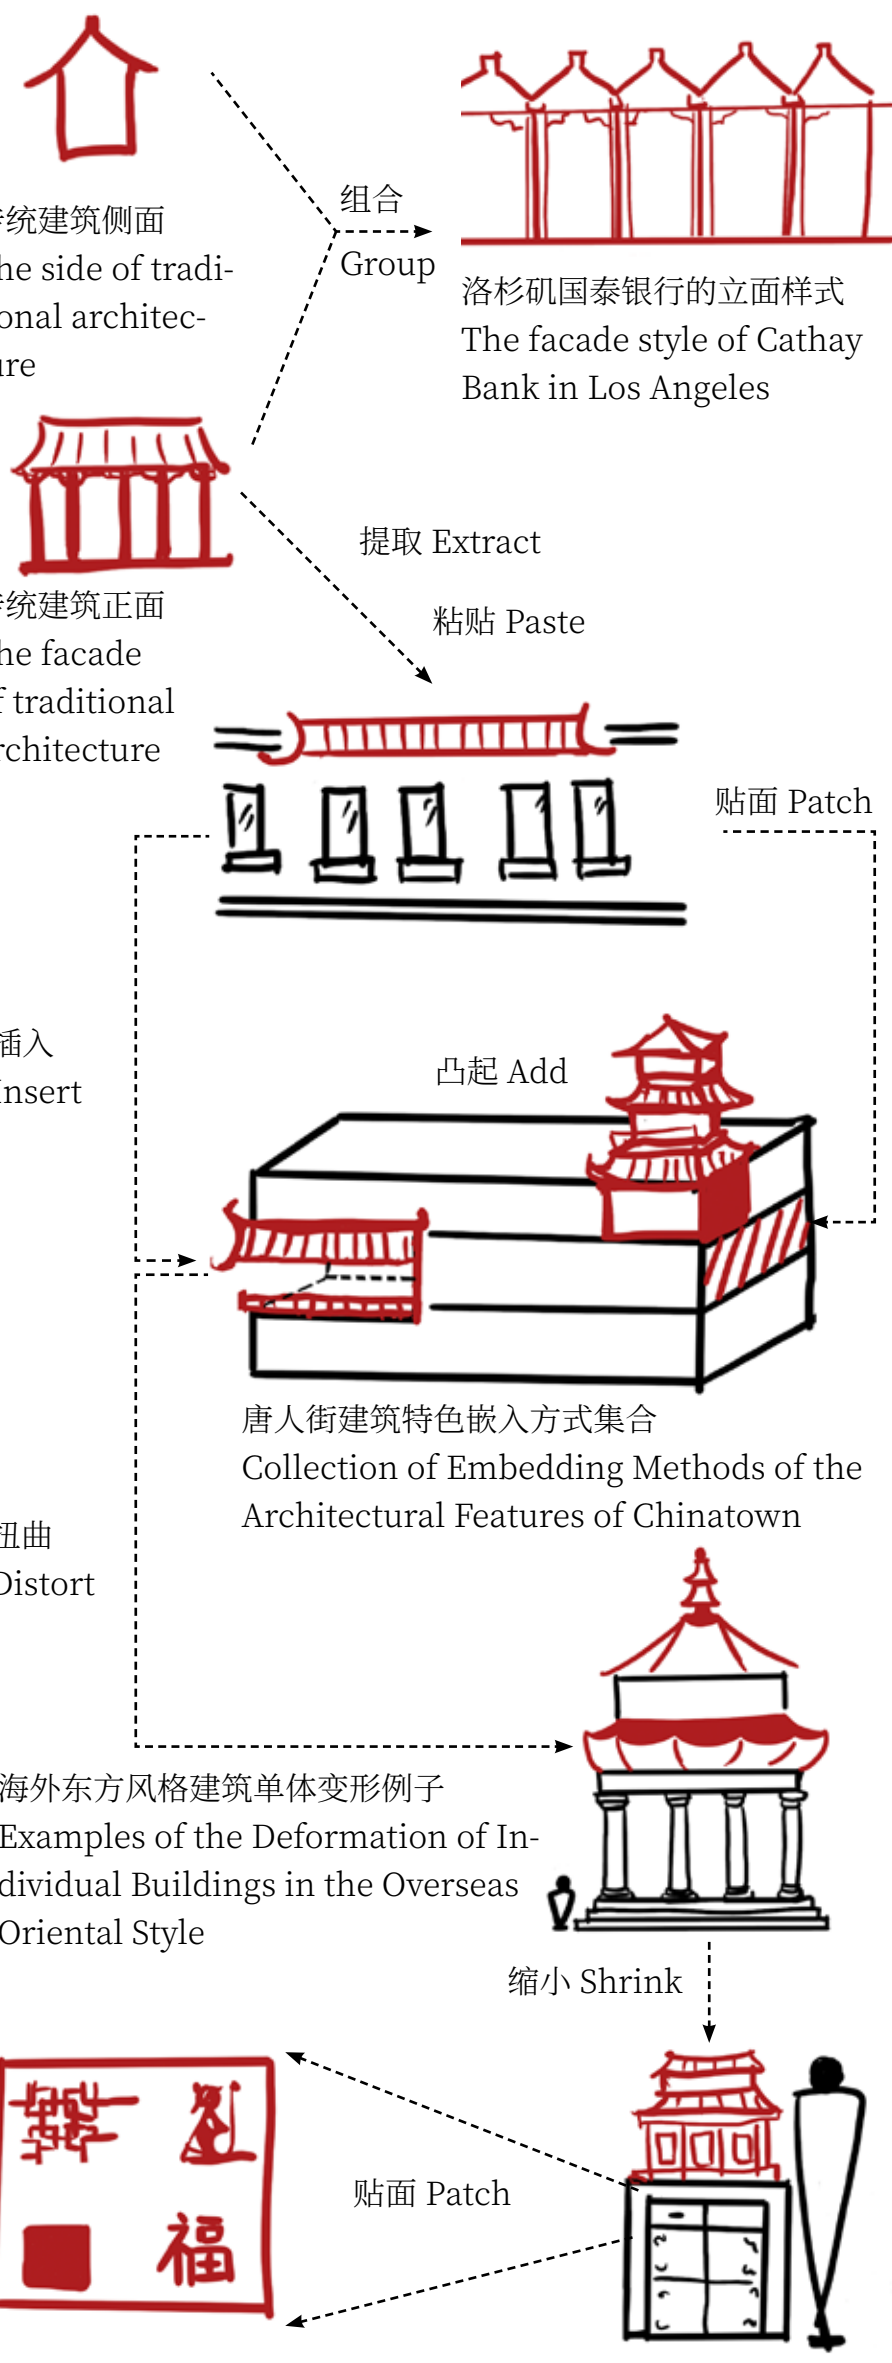 组合
Group
统建筑侧面
he side of tradi-
onal architec-
ure
洛杉矶国泰银行的立面样式
The facade style of Cathay
Bank in Los Angeles
提取 Extract
粘贴 Paste
统建筑正面
he facade
f traditional
rchitecture
贴面 Patch
插入
Insert
凸起 Add
唐人街建筑特色嵌入方式集合
Collection of Embedding Methods of the
Architectural Features of Chinatown
扭曲
Distort
海外东方风格建筑单体变形例子
Examples of the Deformation of In-
dividual Buildings in the Overseas
Oriental Style
缩小 Shrink
贴面 Patch
福